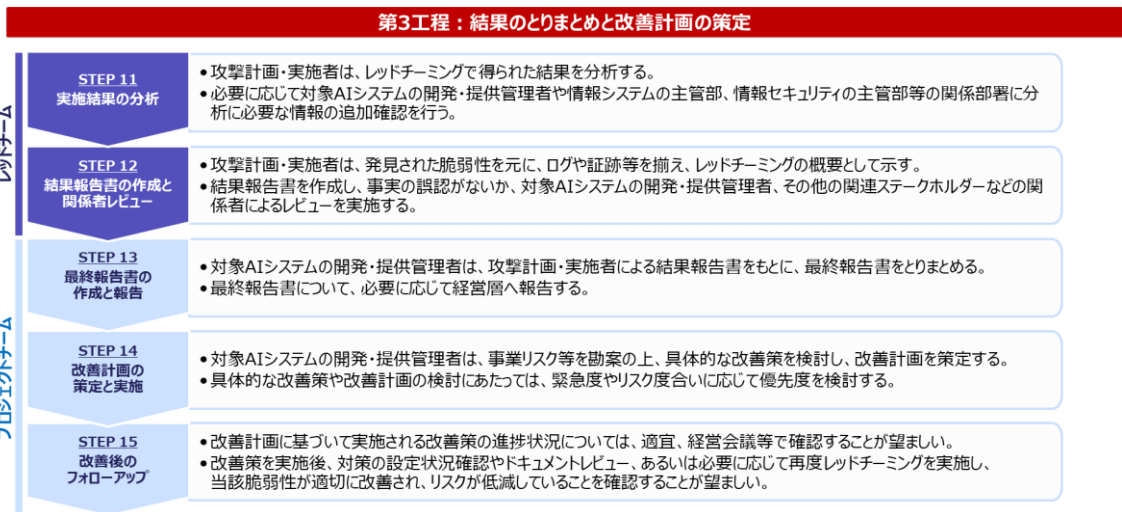 第3工程：結果のとりまとめと改善計画の策定
レッドチーム
STEP 11
実施結果の分析
•攻撃計画・実施者は、レッドチーミングで得られた結果を分析する。
•必要に応じて対象AIシステムの開発・提供管理者や情報システムの主管部、情報セキュリティの主管部等の関係部署に分
析に必要な情報の追加確認を行う。
STEP 12
結果報告書の作成と
関係者レビュー
•攻撃計画・実施者は、発見された脆弱性を元に、ログや証跡等を揃え、レッドチーミングの概要として示す。
•結果報告書を作成し、事実の誤認がないか、対象AIシステムの開発・提供管理者、その他の関連ステークホルダーなどの関
係者によるレビューを実施する。
プロジェクトチーム
STEP 13
最終報告書の
作成と報告
•対象AIシステムの開発・提供管理者は、攻撃計画・実施者による結果報告書をもとに、最終報告書をとりまとめる。
•最終報告書について、必要に応じて経営層へ報告する。
STEP 14
改善計画の
策定と実施
•対象AIシステムの開発・提供管理者は、事業リスク等を勘案の上、具体的な改善策を検討し、改善計画を策定する。
•具体的な改善策や改善計画の検討にあたっては、緊急度やリスク度合いに応じて優先度を検討する。
STEP 15
改善後の
フォローアップ
•改善計画に基づいて実施される改善策の進捗状況については、適宜、経営会議等で確認することが望ましい。
•改善策を実施後、対策の設定状況確認やドキュメントレビュー、あるいは必要に応じて再度レッドチーミングを実施し、
当該脆弱性が適切に改善され、リスクが低減していることを確認することが望ましい。